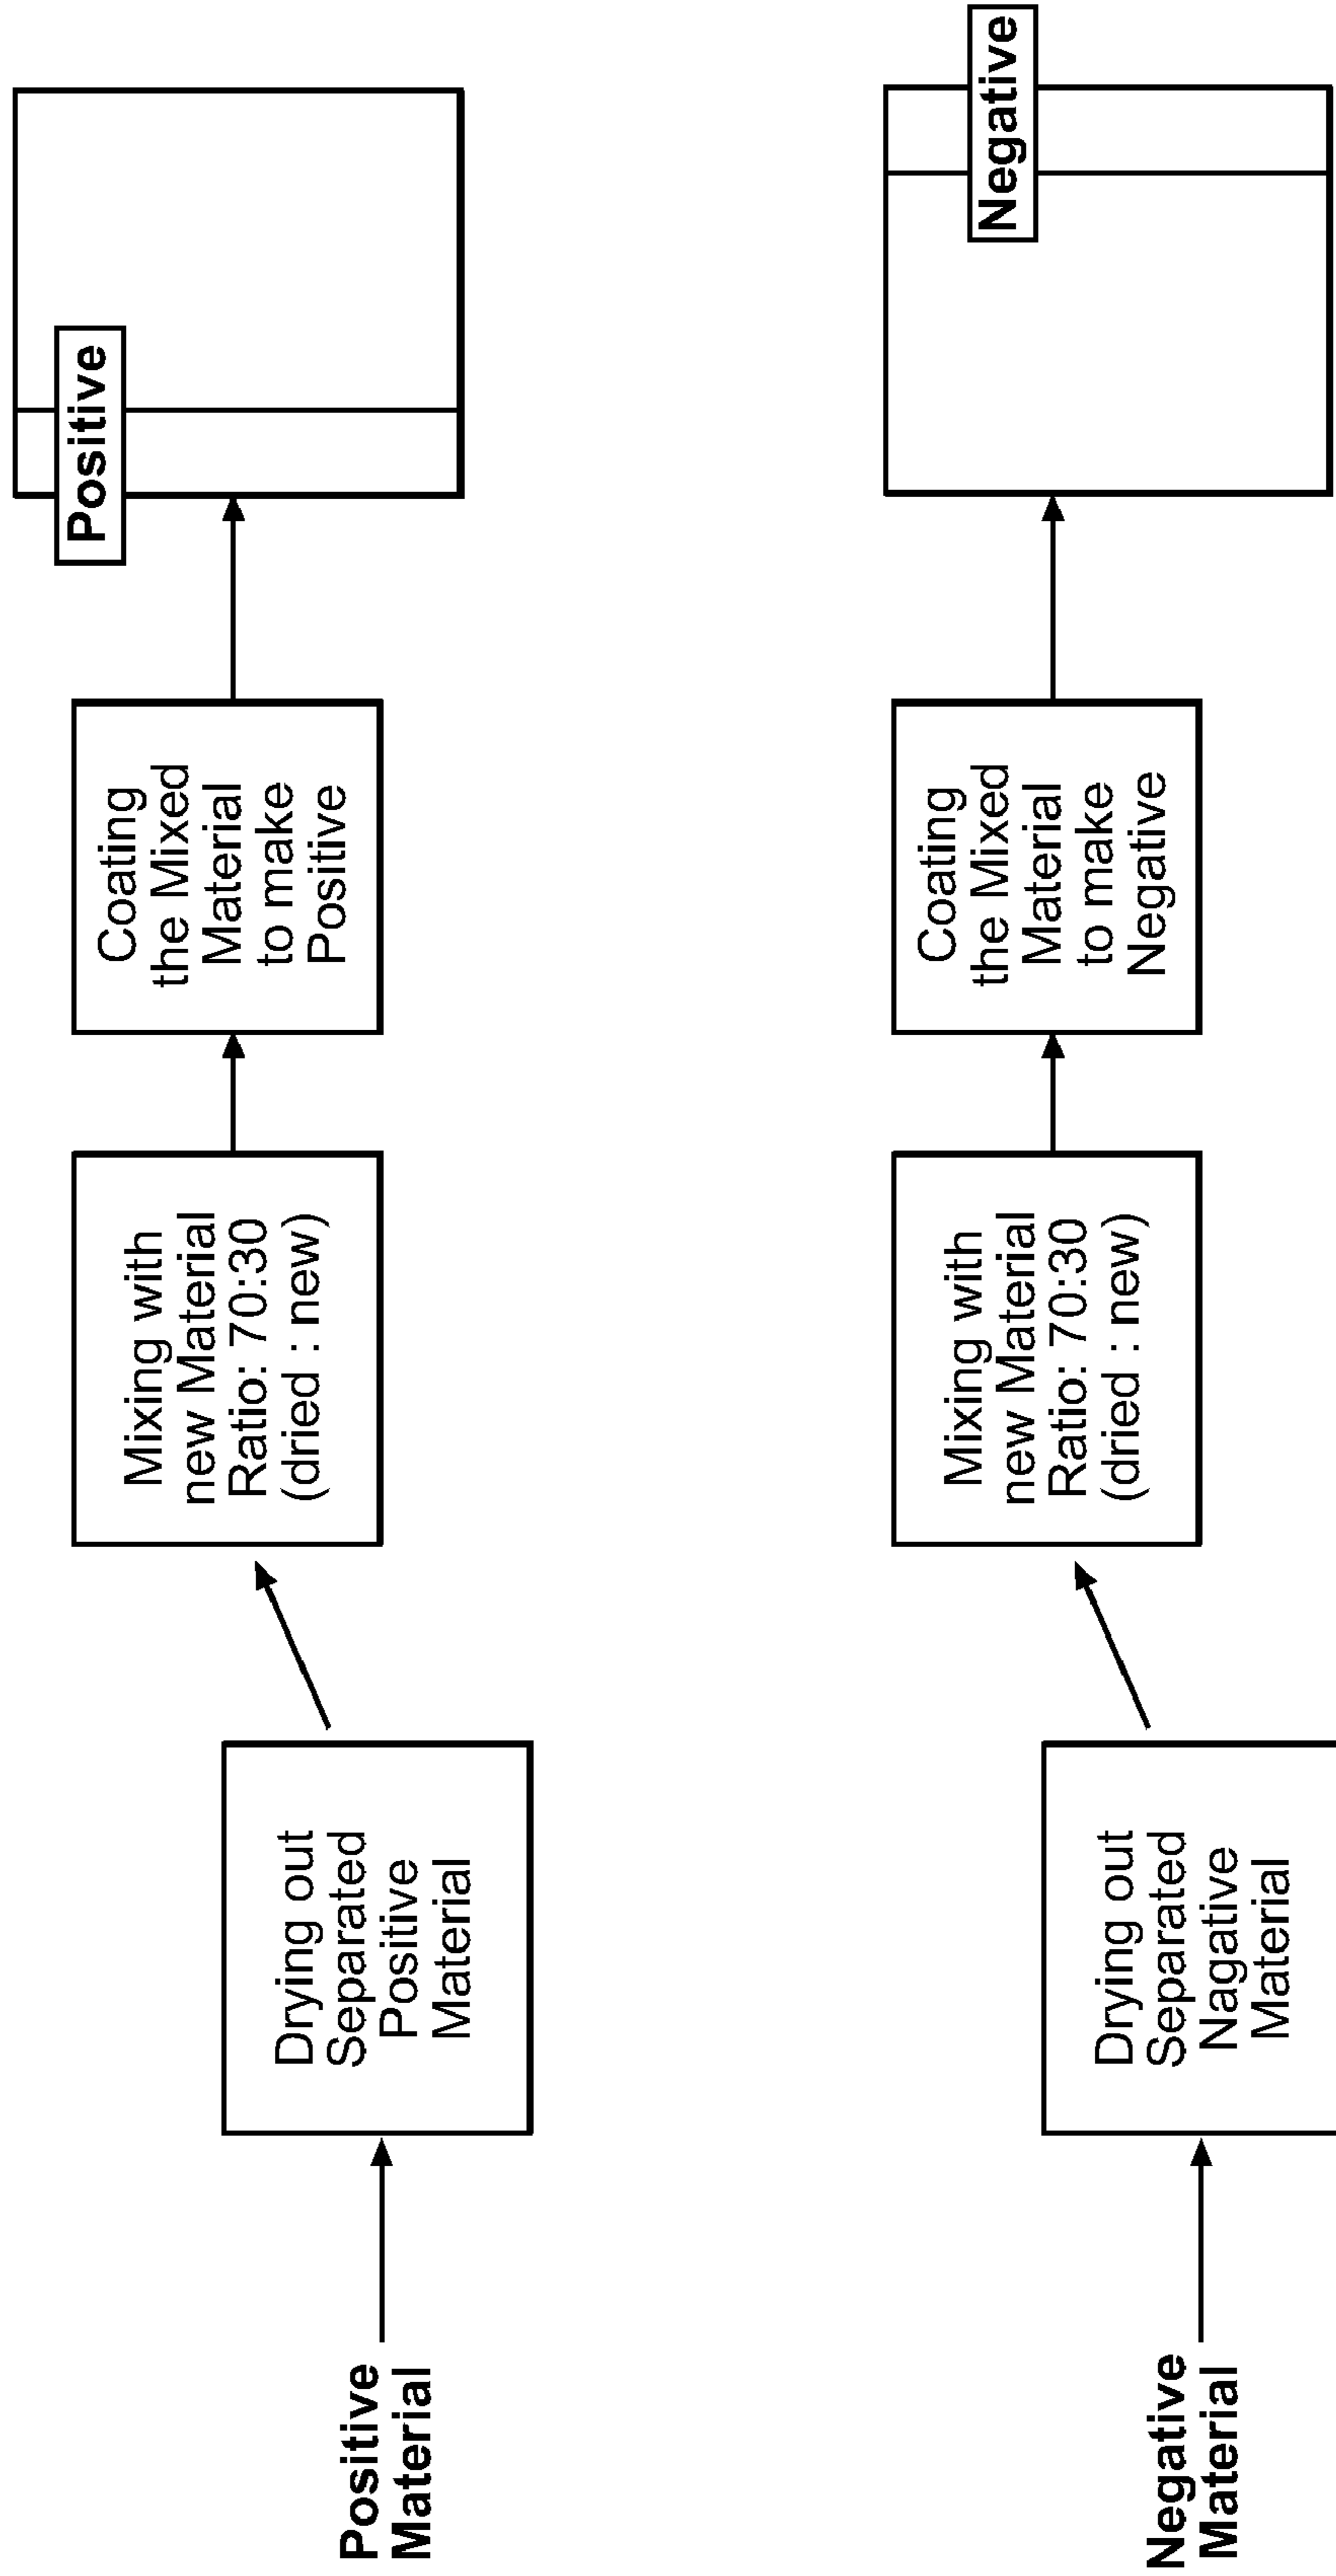 Positive
Material
Drying out
Separated
Positive
Material
Mixing with
new Material
Ratio: 70:30
(dried : new)
Coating
the Mixed
Material
to make
Positive
Positive
Negative
Material
Drying out
Separated
Nagative
Material
Mixing with
new Material
Ratio: 70:30
(dried : new)
Coating
the Mixed
Material
to make
Negative
Negative